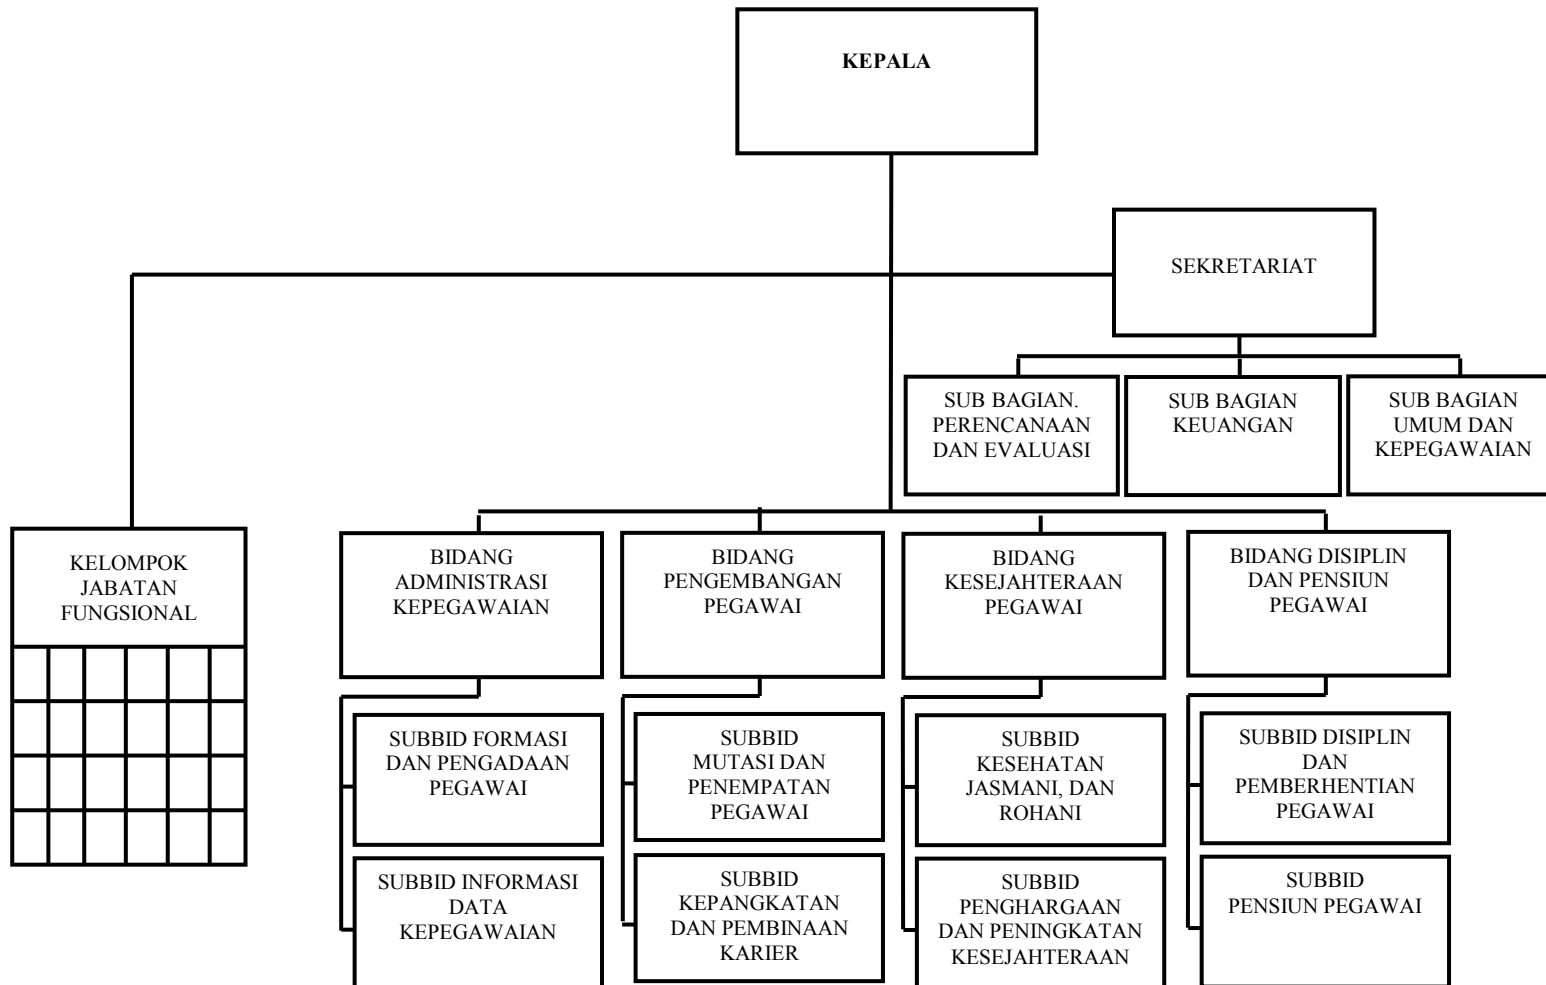 KEPALA
SEKRETARIAT
SUB BAGIAN.
PERENCANAAN
DAN EVALUASI
SUB BAGIAN
KEUANGAN
SUB BAGIAN
UMUM DAN
KEPEGAWAIAN
KELOMPOK
JABATAN
FUNGSIONAL
BIDANG
ADMINISTRASI
KEPEGAWAIAN
BIDANG
PENGEMBANGAN
PEGAWAI
BIDANG
KESEJAHTERAAN
PEGAWAI
BIDANG DISIPLIN
DAN PENSIUN
PEGAWAI
SUBBID FORMASI
DAN PENGADAAN
PEGAWAI
SUBBID
MUTASI DAN
PENEMPATAN
PEGAWAI
SUBBID
KESEHATAN
JASMANI, DAN
ROHANI
SUBBID DISIPLIN
DAN
PEMBERHENTIAN
PEGAWAI
SUBBID INFORMASI
DATA
KEPEGAWAIAN
SUBBID
KEPANGKATAN
DAN PEMBINAAN
KARIER
SUBBID
PENGHARGAAN
DAN PENINGKATAN
KESEJAHTERAAN
SUBBID
PENSIUN PEGAWAI